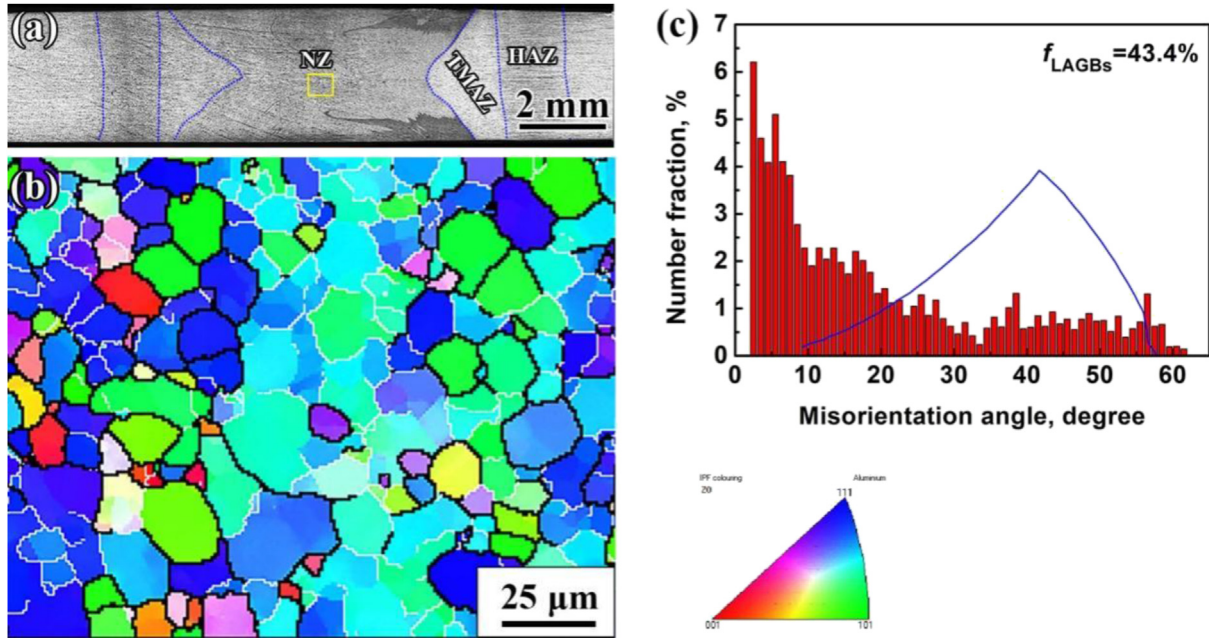 (a)
NZ
TMAZ
HAZ
2 mm
(b)
25 μm
(c)
fLAGBs=43.4%
Number fraction, %
7
6
5
4
3
2
1
0
0 10 20 30 40 50 60
Misorientation angle, degree
IPF colouring
Aluminium
111
001
101